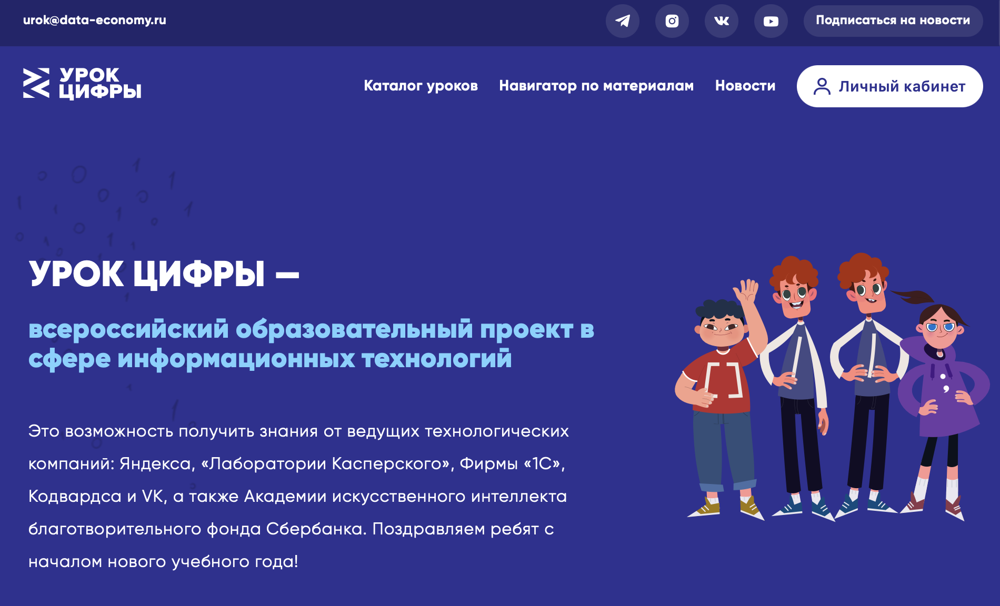 urok@data-economy.ru
Подписаться на новости
УРОК
ЦИФРЫ
Каталог уроков Навигатор по материалам Новости Личный кабинет
УРОК ЦИФРЫ —
всероссийский образовательный проект в
сфере информационных технологий
Это возможность получить знания от ведущих технологических
компаний: Яндекса, «Лаборатории Касперского», Фирмы «1С»,
Кодвардса и VK, а также Академии искусственного интеллекта
благотворительного фонда Сбербанка. Поздравляем ребят с
началом нового учебного года!